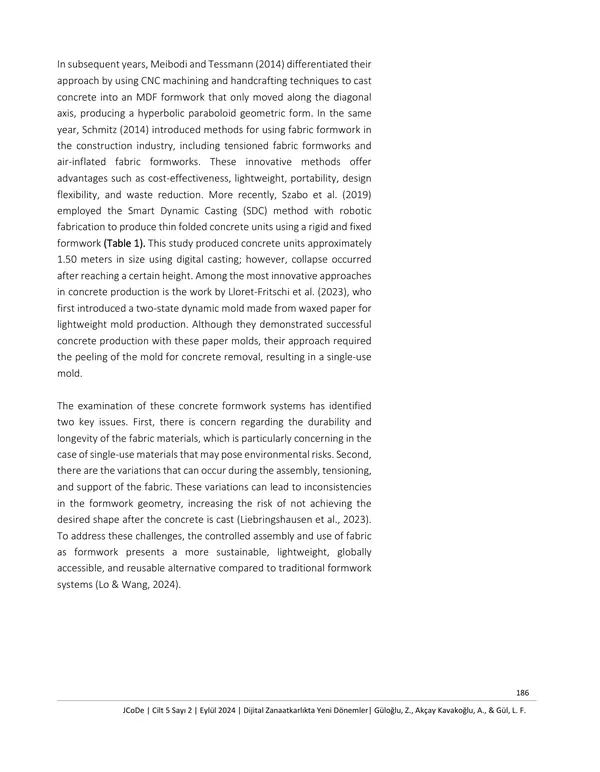 In subsequent years, Meibodi and Tessmann (2014) differentiated their
approach by using CNC machining and handcrafting techniques to cast
concrete into an MDF formwork that only moved along the diagonal
axis, producing a hyperbolic paraboloid geometric form. In the same
year, Schmitz (2014) introduced methods for using fabric formwork in
the construction industry, including tensioned fabric formworks and
air-inflated fabric formworks. These innovative methods offer
advantages such as cost-effectiveness, lightweight, portability, design
flexibility, and waste reduction. More recently, Szabo et al. (2019)
employed the Smart Dynamic Casting (SDC) method with robotic
fabrication to produce thin folded concrete units using a rigid and fixed
formwork (Table 1). This study produced concrete units approximately
1.50 meters in size using digital casting; however, collapse occurred
after reaching a certain height. Among the most innovative approaches
in concrete production is the work by Lloret-Fritschi et al. (2023), who
first introduced a two-state dynamic mold made from waxed paper for
lightweight mold production. Although they demonstrated successful
concrete production with these paper molds, their approach required
the peeling of the mold for concrete removal, resulting in a single-use
mold.
The examination of these concrete formwork systems has identified
two key issues. First, there is concern regarding the durability and
longevity of the fabric materials, which is particularly concerning in the
case of single-use materials that may pose environmental risks. Second,
there are the variations that can occur during the assembly, tensioning,
and support of the fabric. These variations can lead to inconsistencies
in the formwork geometry, increasing the risk of not achieving the
desired shape after the concrete is cast (Liebringshausen et al., 2023).
To address these challenges, the controlled assembly and use of fabric
as formwork presents a more sustainable, lightweight, globally
accessible, and reusable alternative compared to traditional formwork
systems (Lo & Wang, 2024).
186
JCoDe | Cilt 5 Sayı 2 | Eylül 2024 | Dijital Zanaatkarlıkta Yeni Dönemler| Güloğlu, Z., Akçay Kavakoğlu, A., & Gül, L. F.